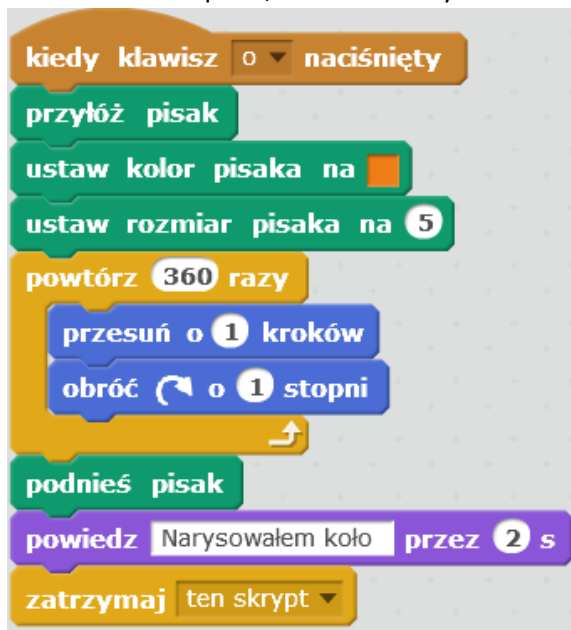 kiedy klawisz o naciśnięty
przyłóż pisak
ustaw kolor pisaka na
ustaw rozmiar pisaka na 5
powtórz 360 razy
przesuń o 1 kroków
obróć o 1 stopni
podnieś pisak
powiedz Narysowałem koło przez 2 s
zatrzymaj ten skrypt